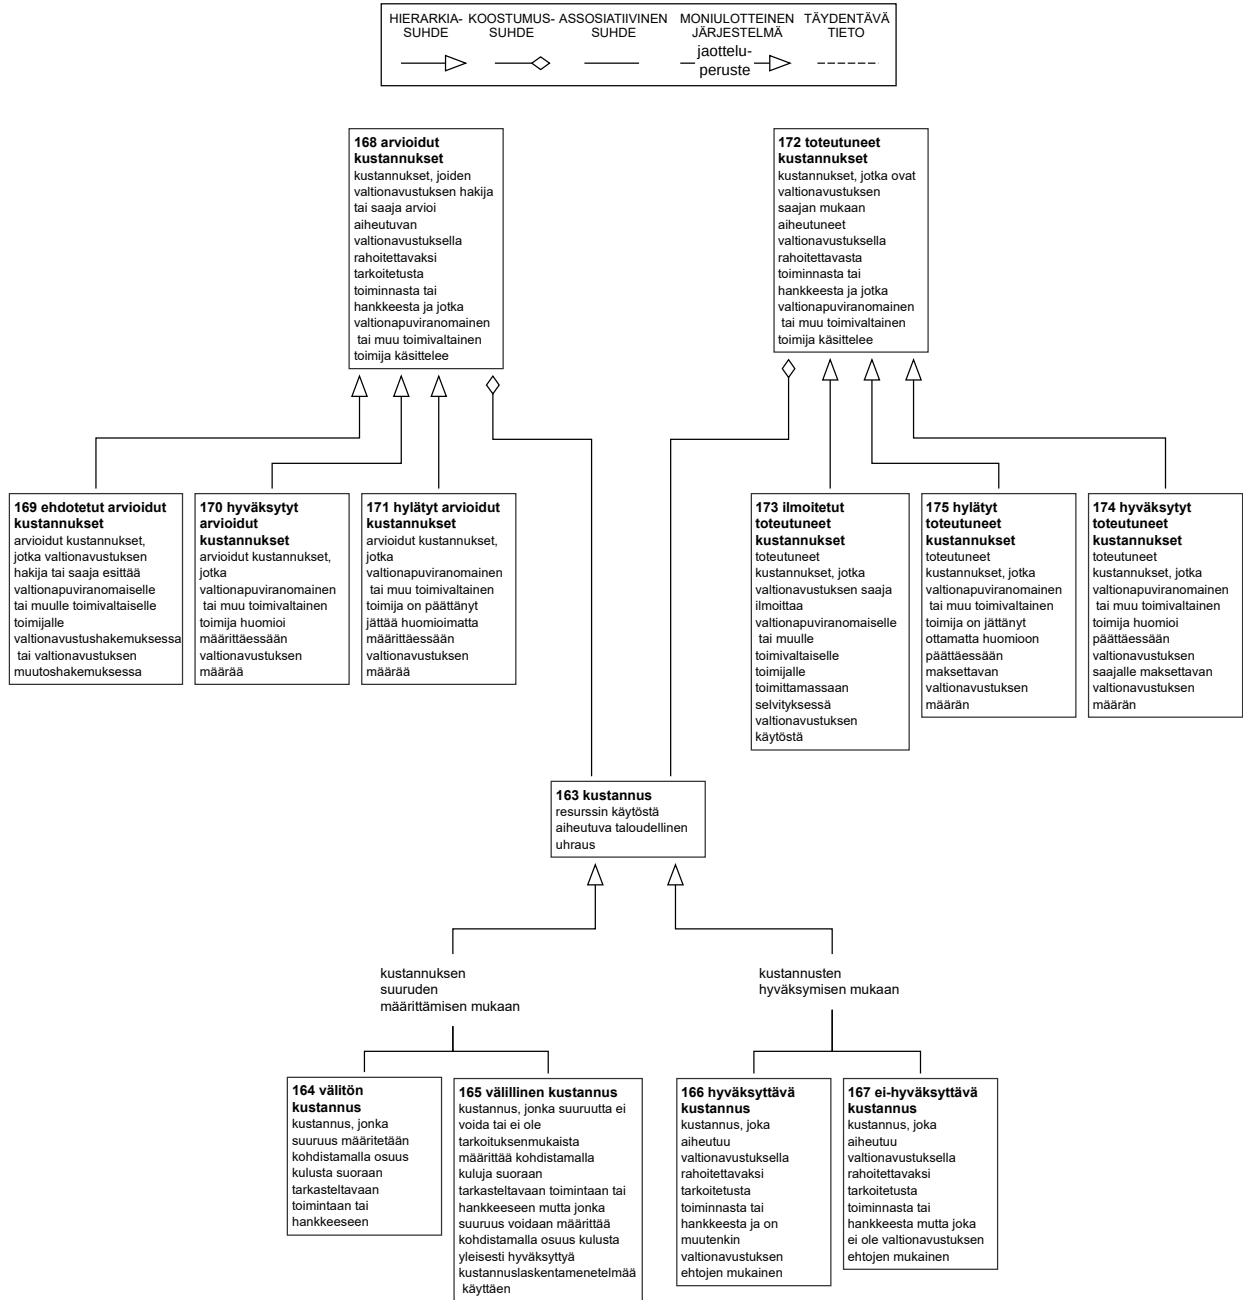 HIERARKIA-
SUHDE
KOOSTUMUS-
SUHDE
ASSOSIATIIVINEN
SUHDE
MONIULOTTEINEN
JÄRJESTELMÄ
jaottelu-
peruste
TÄYDENTÄVÄ
TIETO
168 arvioidut
kustannukset
kustannukset, joiden
valtionavustuksen hakija
tai saaja arvioi
aiheutuvan
valtionavustuksella
rahoitettavaksi
tarkoitetusta
toiminnasta tai
hankkeesta ja jotka
valtionapuviranomainen
tai muu toimivaltainen
toimija käsittelee
172 toteutuneet
kustannukset
kustannukset, jotka ovat
valtionavustuksen
saajan mukaan
aiheutuneet
valtionavustuksella
rahoitettavasta
toiminnasta tai
hankkeesta ja jotka
valtionapuviranomainen
tai muu toimivaltainen
toimija käsittelee
169 ehdotetut arvioidut
kustannukset
arvioidut kustannukset,
jotka valtionavustuksen
hakija tai saaja esittää
valtionapuviranomaiselle
tai muulle toimivaltaiselle
toimijalle
valtionavustushakemuksessa
tai valtionavustuksen
muutoshakemuksessa
170 hyväksytyt
arvioidut
kustannukset
arvioidut kustannukset,
jotka
valtionapuviranomainen
tai muu toimivaltainen
toimija huomioi
määrittäessään
valtionavustuksen
määrää
171 hylätyt arvioidut
kustannukset
arvioidut kustannukset,
jotka
valtionapuviranomainen
tai muu toimivaltainen
toimija on päättänyt
jättää huomioimatta
määrittäessään
valtionavustuksen
määrää
173 ilmoitetut
toteutuneet
kustannukset
toteutuneet
kustannukset, jotka
valtionavustuksen saaja
ilmoittaa
valtionapuviranomaiselle
tai muulle
toimivaltaiselle
toimijalle
toimittamassaan
selvityksessä
valtionavustuksen
käytöstä
175 hylätyt
toteutuneet
kustannukset
toteutuneet
kustannukset, jotka
valtionapuviranomainen
tai muu toimivaltainen
toimija on jättänyt
ottamatta huomioon
päättäessään
maksettavan
valtionavustuksen
määrän
174 hyväksytyt
toteutuneet
kustannukset
toteutuneet
kustannukset, jotka
valtionapuviranomainen
tai muu toimivaltainen
toimija huomioi
päättäessään
valtionavustuksen
saajalle maksettavan
valtionavustuksen
määrän
163 kustannus
resurssin käytöstä
aiheutuva taloudellinen
uhraus
kustannuksen
suuruden
määrittämisen mukaan
kustannusten
hyväksymisen mukaan
164 välitön
kustannus
kustannus, jonka
suuruus määritetään
kohdistamalla osuus
kulusta suoraan
tarkasteltavaan
toimintaan tai
hankkeeseen
165 välillinen kustannus
kustannus, jonka suuruutta ei
voida tai ei ole
tarkoituksenmukaista
määrittää kohdistamalla
kuluja suoraan
tarkasteltavaan toimintaan tai
hankkeeseen mutta jonka
suuruus voidaan määrittää
kohdistamalla osuus kulusta
yleisesti hyväksyttyä
kustannuslaskentamenetelmää
käyttäen
166 hyväksyttävä
kustannus
kustannus, joka
aiheutuu
valtionavustuksella
rahoitettavaksi
tarkoitetusta
toiminnasta tai
hankkeesta ja on
muutenkin
valtionavustuksen
ehtojen mukainen
167 ei-hyväksyttävä
kustannus
kustannus, joka
aiheutuu
valtionavustuksella
rahoitettavaksi
tarkoitetusta
toiminnasta tai
hankkeesta mutta joka
ei ole valtionavustuksen
ehtojen mukainen